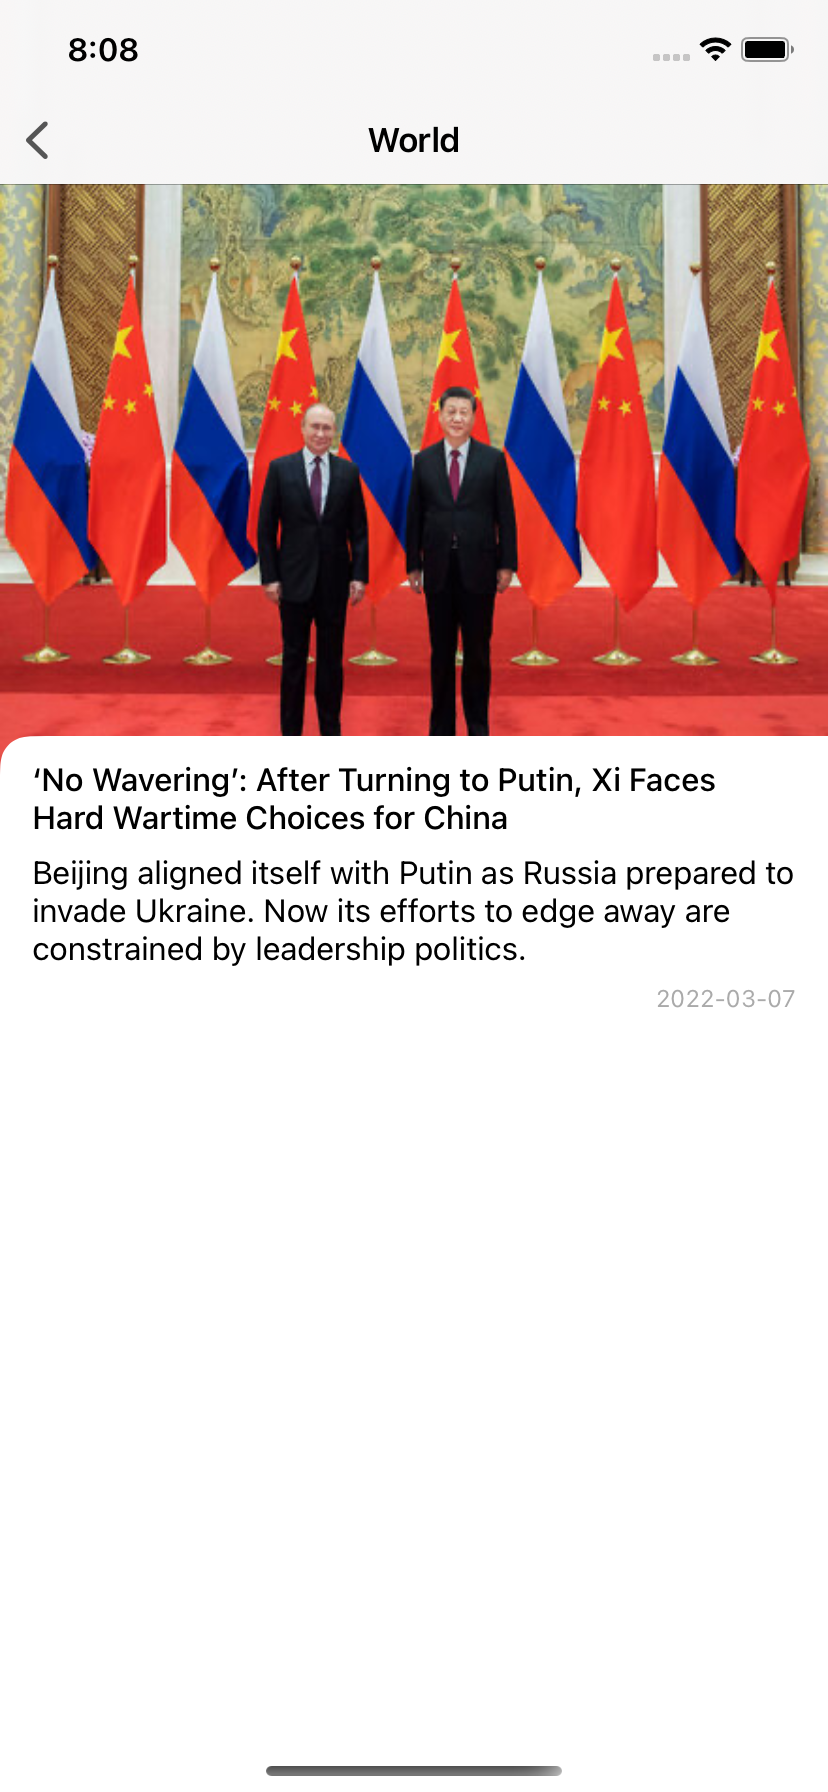 8:08
World
‘No Wavering’: After Turning to Putin, Xi Faces
Hard Wartime Choices for China
Beijing aligned itself with Putin as Russia prepared to
invade Ukraine. Now its efforts to edge away are
constrained by leadership politics.
2022-03-07